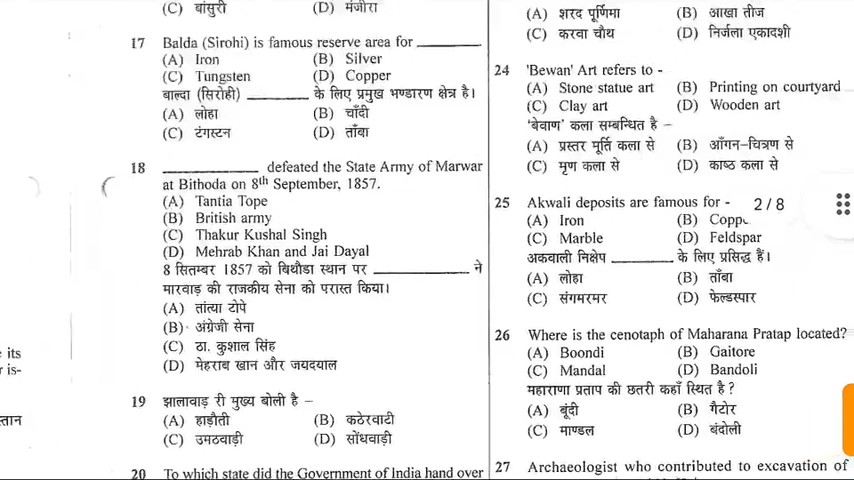 (C) बांसुरी (D) मंजीरा
17 Balda (Sirohi) is famous reserve area for ________
(A) Iron (B) Silver
(C) Tungsten (D) Copper
बाल्दा (सिरोही) ________ के लिए प्रमुख भण्डारण क्षेत्र है।
(A) लोहा (B) चाँदी
(C) टंगस्टन (D) ताँबा
18 ____________ defeated the State Army of Marwar
at Bithoda on 8th September, 1857.
(A) Tantia Tope
(B) British army
(C) Thakur Kushal Singh
(D) Mehrab Khan and Jai Dayal
8 सितम्बर 1857 को बिथौडा स्थान पर ____________ ने
मारवाड़ की राजकीय सेना को परास्त किया।
(A) तांत्या टोपे
(B) अंग्रेजी सेना
(C) ठा. कुशाल सिंह
(D) मेहराब खान और जयदयाल
19 झालावाड़ री मुख्य बोली है –
(A) हाड़ौती (B) कठेरवाटी
(C) उमठवाड़ी (D) सोंधवाड़ी
20 To which state did the Government of India hand over
(A) शरद पूर्णिमा (B) आखा तीज
(C) करवा चौथ (D) निर्जला एकादशी
24 'Bewan' Art refers to -
(A) Stone statue art (B) Printing on courtyard
(C) Clay art (D) Wooden art
'बेवाण' कला सम्बन्धित है –
(A) प्रस्तर मूर्ति कला से (B) आँगन–चित्रण से
(C) मृण कला से (D) काष्ठ कला से
25 Akwali deposits are famous for - 2/8
(A) Iron (B)
(C) Marble (D) Feldspar
अकवाली निक्षेप ________ के लिए प्रसिद्ध हैं।
(A) लोहा (B) ताँबा
(C) संगमरमर (D) फेल्डस्पार
26 Where is the cenotaph of Maharana Pratap located?
(A) Boondi (B) Gaitore
(C) Mandal (D) Bandoli
महाराणा प्रताप की छतरी कहाँ स्थित है ?
(A) बूंदी (B) गैटोर
(C) माण्डल (D) बंदोली
27 Archaeologist who contributed to excavation of
its
is-